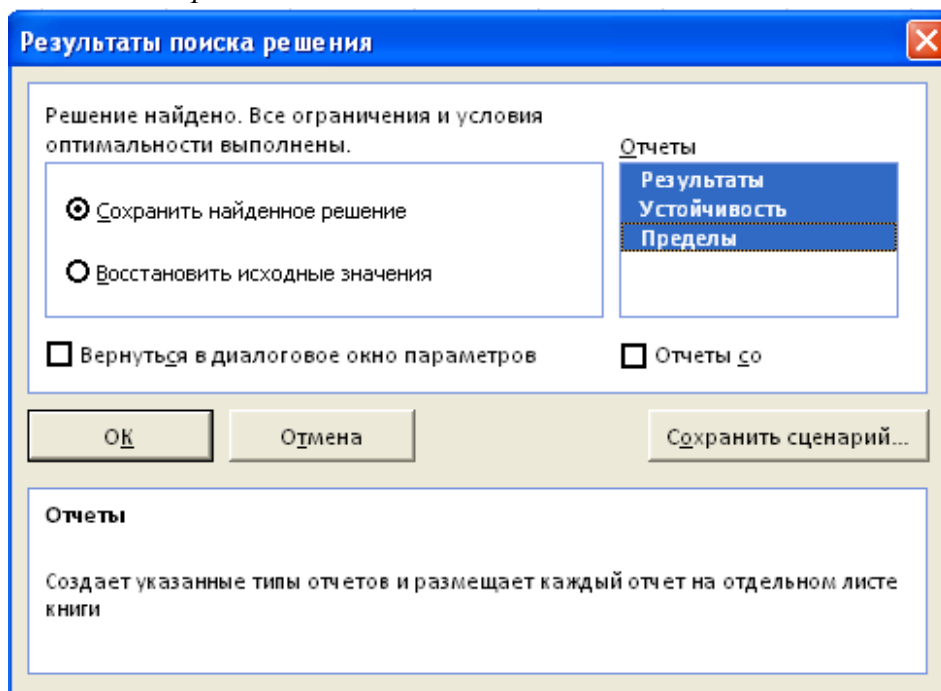 Результаты поиска решения
Решение найдено. Все ограничения и условия
оптимальности выполнены.
Отчеты
Сохранить найденное решение
Восстановить исходные значения
Результаты
Устойчивость
Пределы
Вернуться в диалоговое окно параметров
Отчеты со
ОК
Отмена
Сохранить сценарий...
Отчеты
Создает указанные типы отчетов и размещает каждый отчет на отдельном листе
книги